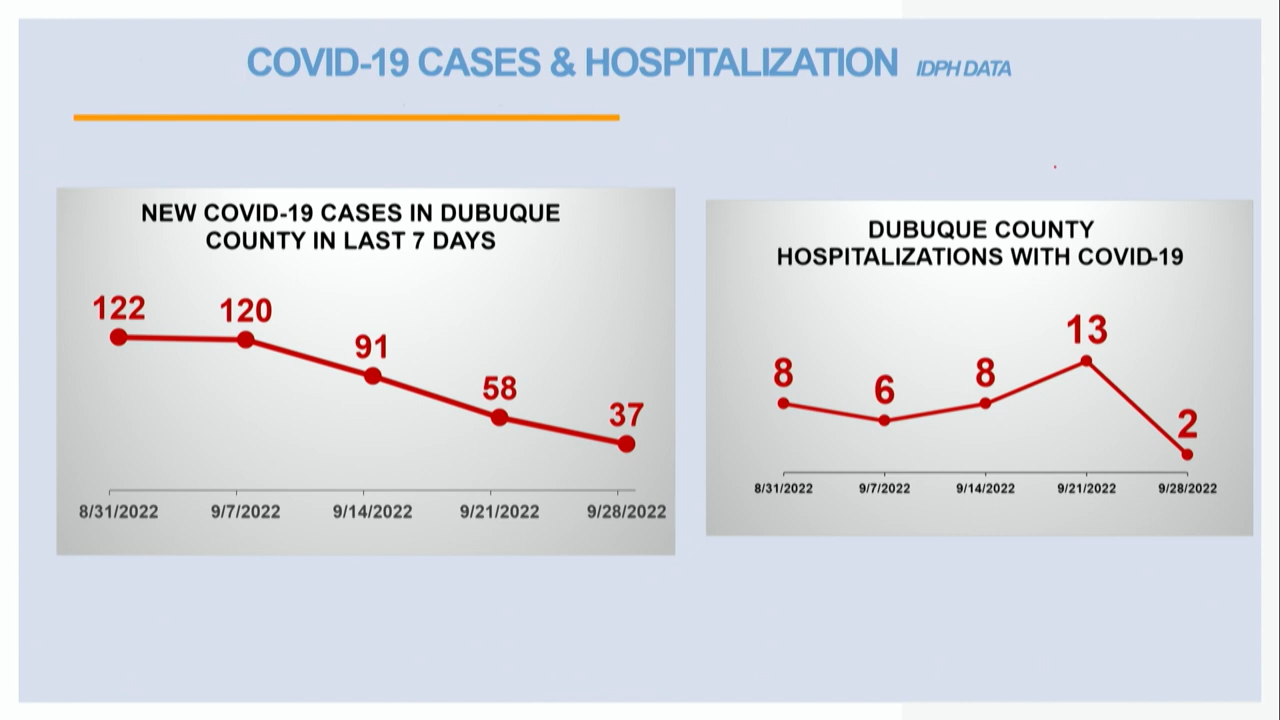 COVID-19 CASES & HOSPITALIZATION IDPH DATA
NEW COVID-19 CASES IN DUBUQUE
COUNTY IN LAST 7 DAYS
122
120
91
58
37
8/31/2022 9/7/2022 9/14/2022 9/21/2022 9/28/2022
DUBUQUE COUNTY
HOSPITALIZATIONS WITH COVID-19
8
6
8
13
2
8/31/2022 9/7/2022 9/14/2022 9/21/2022 9/28/2022